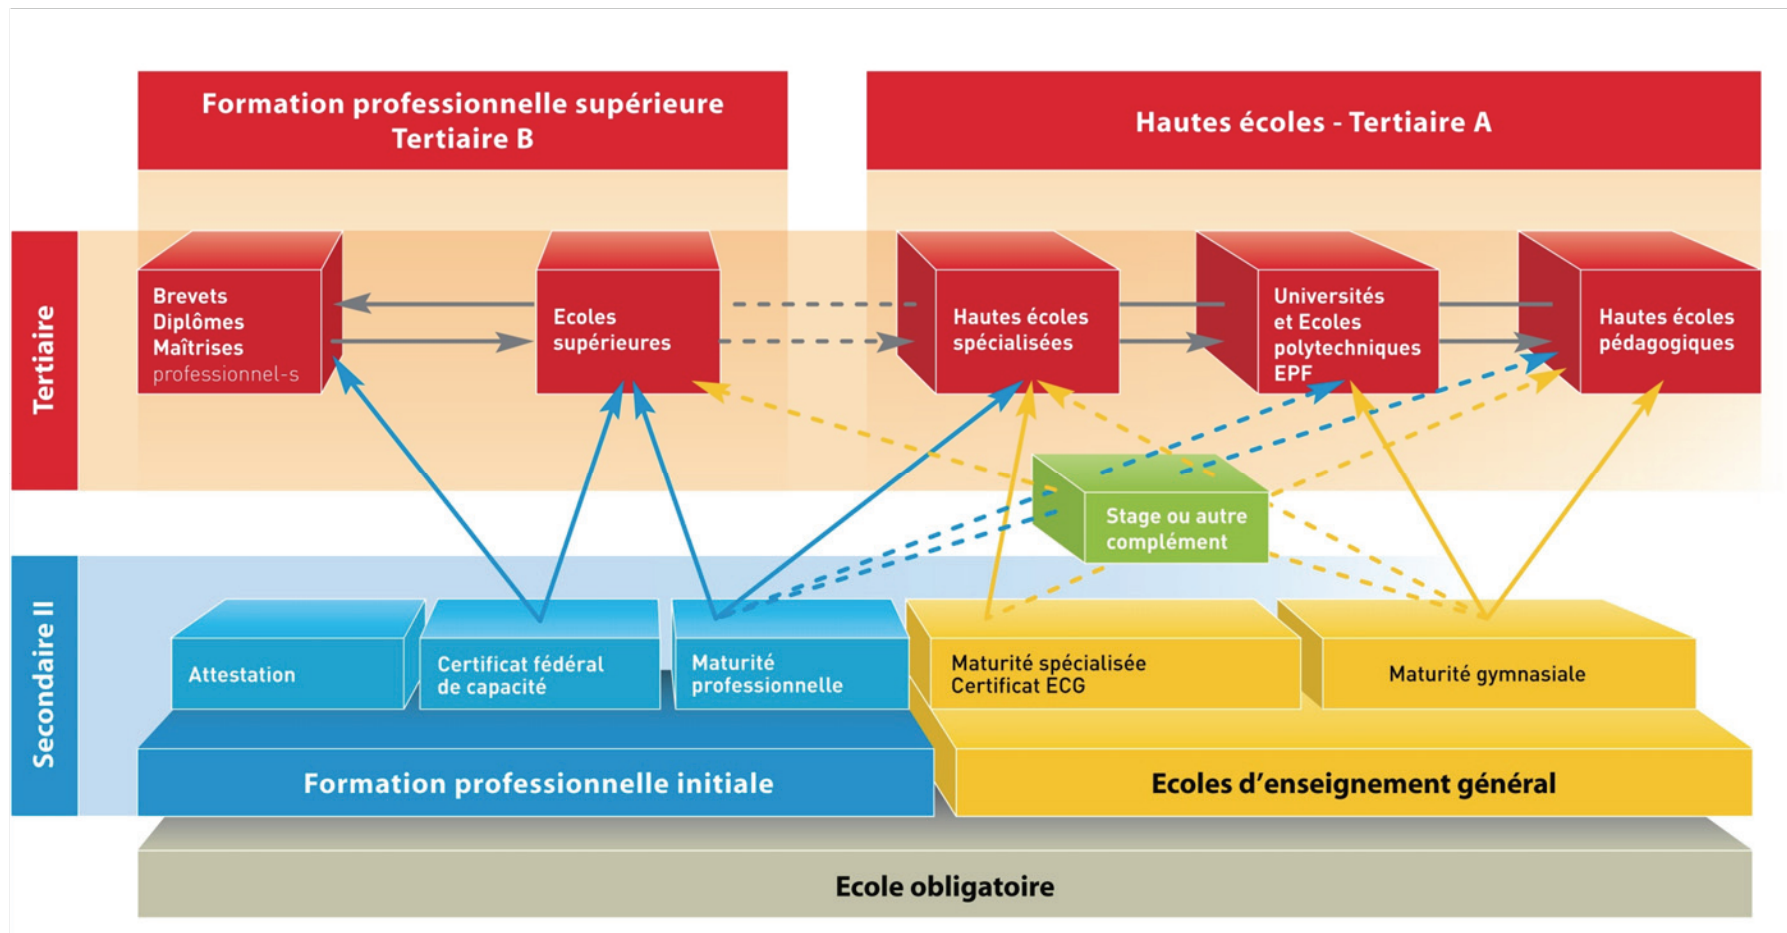 Formation professionnelle supérieure
Tertiaire B
Hautes écoles - Tertiaire A
Tertiaire
Brevets
Diplômes
Maîtrises
professionnel-s
Ecoles
supérieures
Hautes écoles
spécialisées
Universités
et Ecoles
polytechniques
EPF
Hautes écoles
pédagogiques
Stage ou autre
complément
Secondaire II
Attestation
Certificat fédéral
de capacité
Maturité
professionnelle
Maturité spécialisée
Certificat ECG
Maturité gymnasiale
Formation professionnelle initiale
Ecoles d'enseignement général
Ecole obligatoire